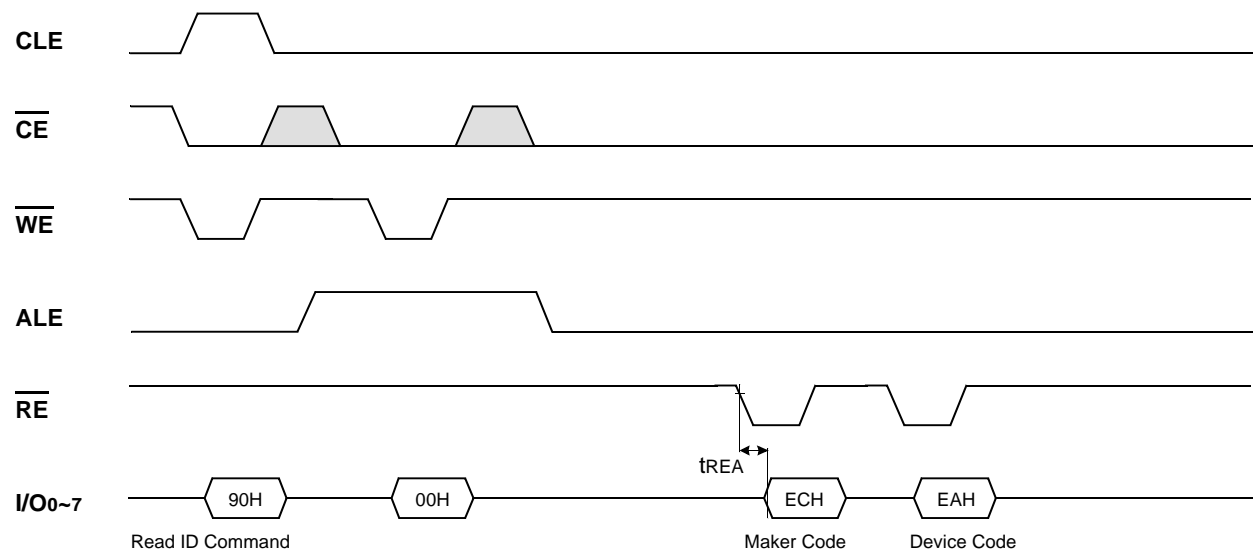 CLE
CE
WE
ALE
RE
tREA
I/O0~7 90H 00H ECH EAH
Read ID Command Maker Code Device Code